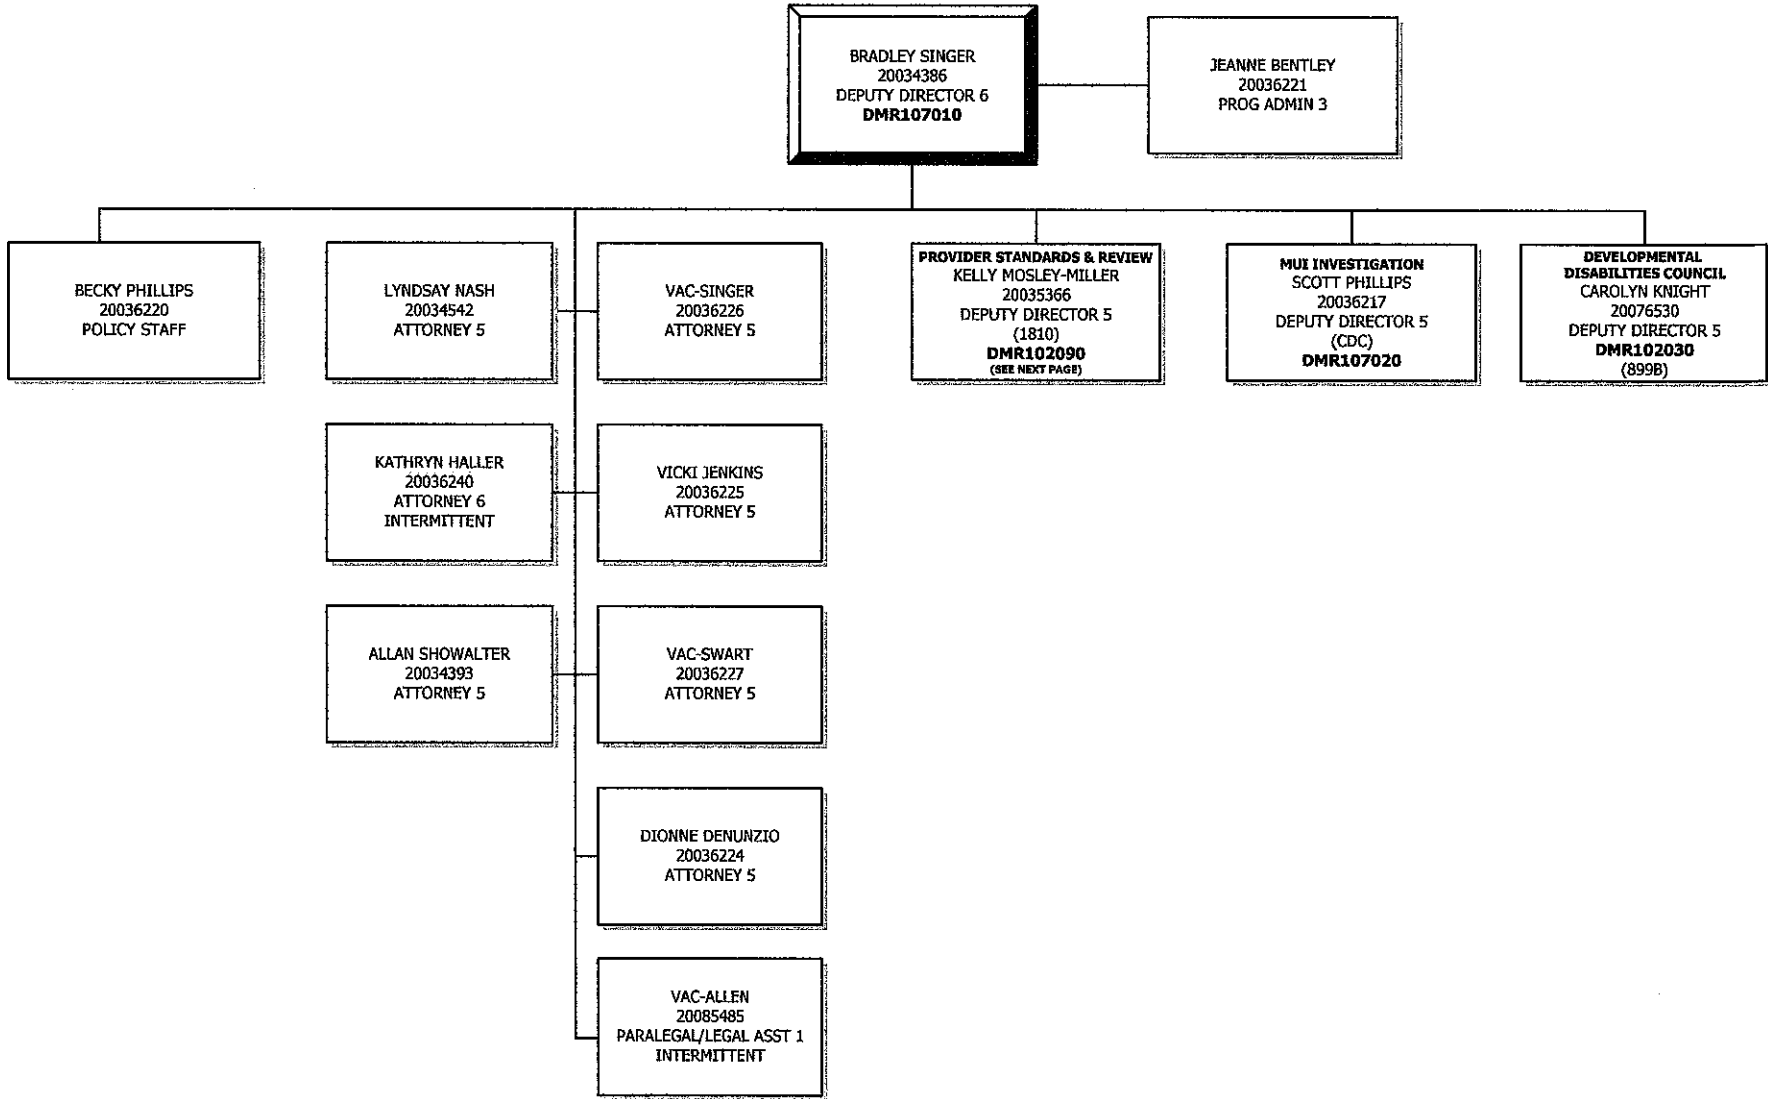 BRADLEY SINGER
20034386
DEPUTY DIRECTOR 6
DMR107010
JEANNE BENTLEY
20036221
PROG ADMIN 3
BECKY PHILLIPS
20036220
POLICY STAFF
LYNDSAY NASH
20034542
ATTORNEY 5
VAC-SINGER
20036226
ATTORNEY 5
PROVIDER STANDARDS & REVIEW
KELLY MOSLEY-MILLER
20035366
DEPUTY DIRECTOR 5
(1810)
DMR102090
(SEE NEXT PAGE)
MUI INVESTIGATION
SCOTT PHILLIPS
20036217
DEPUTY DIRECTOR 5
(CDC)
DMR107020
DEVELOPMENTAL
DISABILITIES COUNCIL
CAROLYN KNIGHT
20076530
DEPUTY DIRECTOR 5
DMR102030
(899B)
KATHRYN HALLER
20036240
ATTORNEY 6
INTERMITTENT
VICKI JENKINS
20036225
ATTORNEY 5
ALLAN SHOWALTER
20034393
ATTORNEY 5
VAC-SWART
20036227
ATTORNEY 5
DIONNE DENUNZIO
20036224
ATTORNEY 5
VAC-ALLEN
20085485
PARALEGAL/LEGAL ASST 1
INTERMITTENT